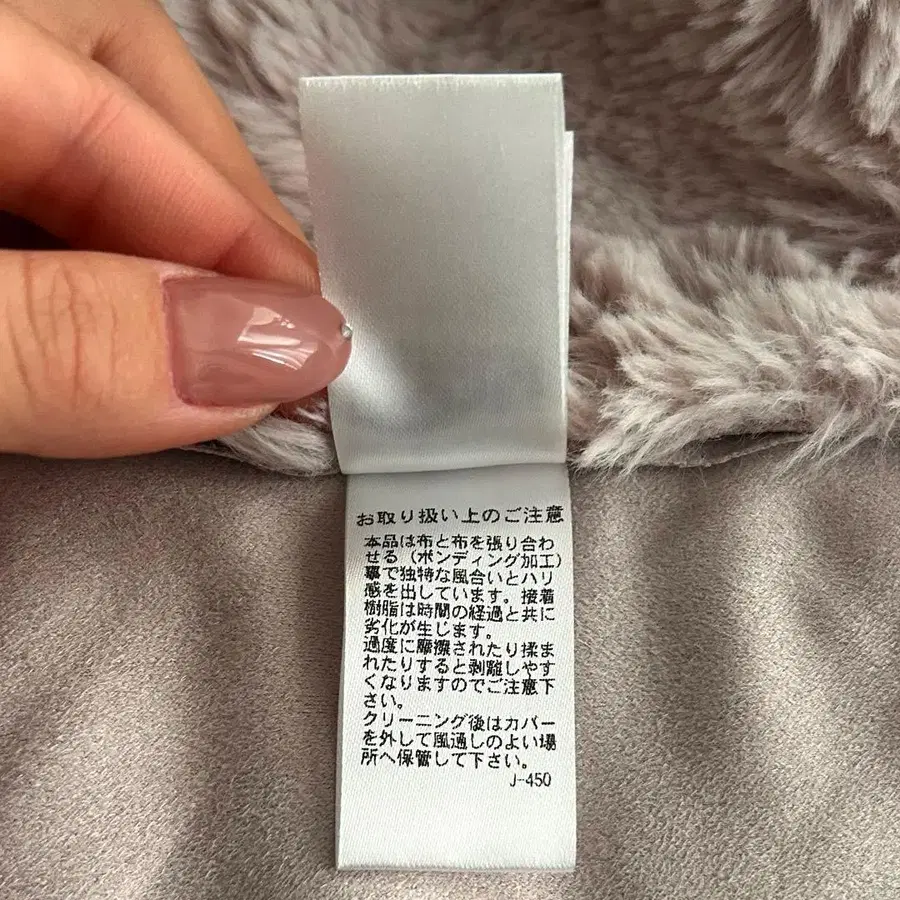 お取り扱い上のご注意
本品は布と布を張り合わ
せる（ボンディング加工）
事で独特な風合いとハリ
感を出しています。接着
樹脂は時間の経過と共に
劣化が生じます。
過度に摩擦されたり揉ま
れたりすると剥離しやす
くなりますのでご注意下
さい。
クリーニング後はカバー
を外して風通しのよい場
所へ保管して下さい。
J-450